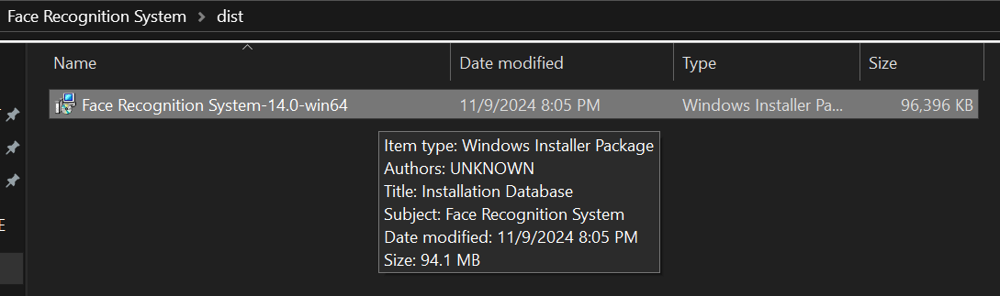 Face Recognition System > dist
Name Date modified Type Size
Face Recognition System-14.0-win64 11/9/2024 8:05 PM Windows Installer Pa... 96,396 KB
Item type: Windows Installer Package
Authors: UNKNOWN
Title: Installation Database
Subject: Face Recognition System
Date modified: 11/9/2024 8:05 PM
Size: 94.1 MB
E